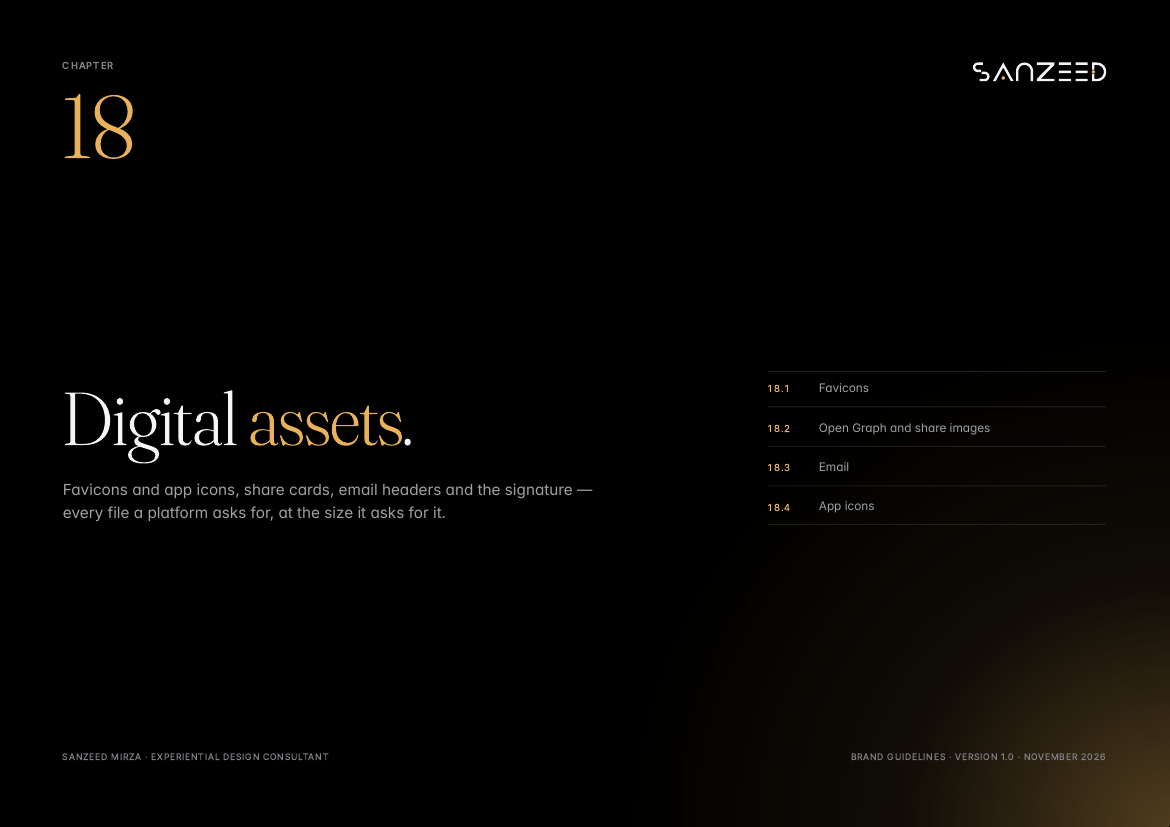 CHAPTER
SANZEED
18
Digital assets.
Favicons and app icons, share cards, email headers and the signature —
every file a platform asks for, at the size it asks for it.
18.1 Favicons
18.2 Open Graph and share images
18.3 Email
18.4 App icons
SANZEED MIRZA · EXPERIENTIAL DESIGN CONSULTANT
BRAND GUIDELINES · VERSION 1.0 · NOVEMBER 2026